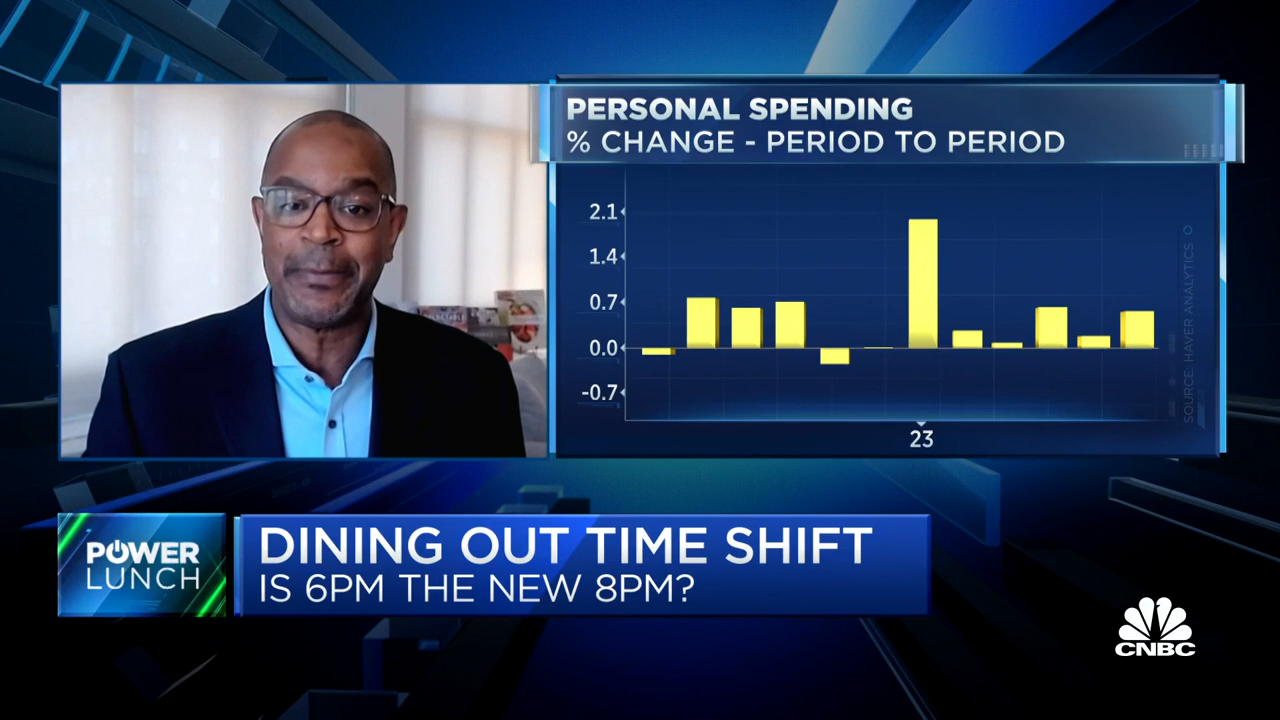 PERSONAL SPENDING
% CHANGE - PERIOD TO PERIOD
2.1
1.4
0.7
0.0
-0.7
23
SOURCE: HAVER ANALYTICS
POWER
LUNCH
DINING OUT TIME SHIFT
IS 6PM THE NEW 8PM?
CNBC